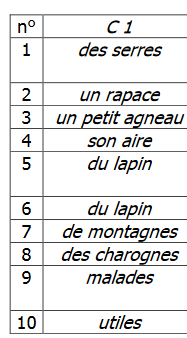 n° C 1
1 des serres
2 un rapace
3 un petit agneau
4 son aire
5 du lapin
6 du lapin
7 de montagnes
8 des charognes
9 malades
10 utiles